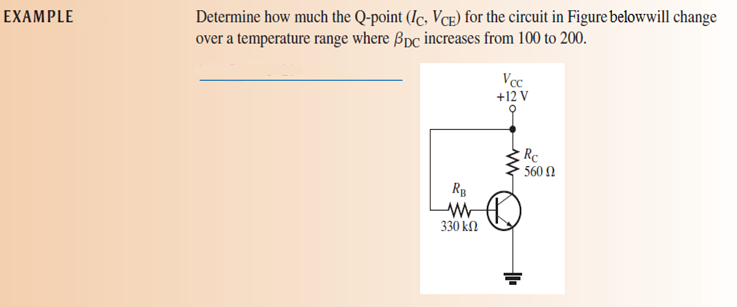 EXAMPLE
Determine how much the Q-point (IC, VCE) for the circuit in Figure belowwill change
over a temperature range where βDC increases from 100 to 200.
VCC
+12 V
RC
560 Ω
RB
330 kΩ